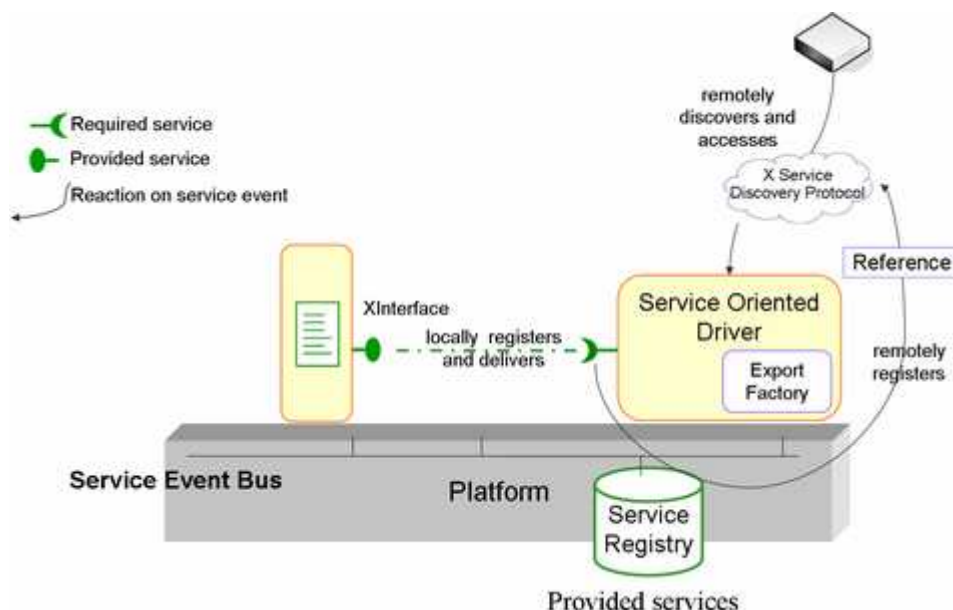 remotely
discovers and
accesses
Required service
Provided service
Reaction on service event
X Service
Discovery Protocol
Reference
XInterface
locally registers
and delivers
Service Oriented
Driver
Export
Factory
remotely
registers
Service Event Bus
Platform
Service
Registry
Provided services